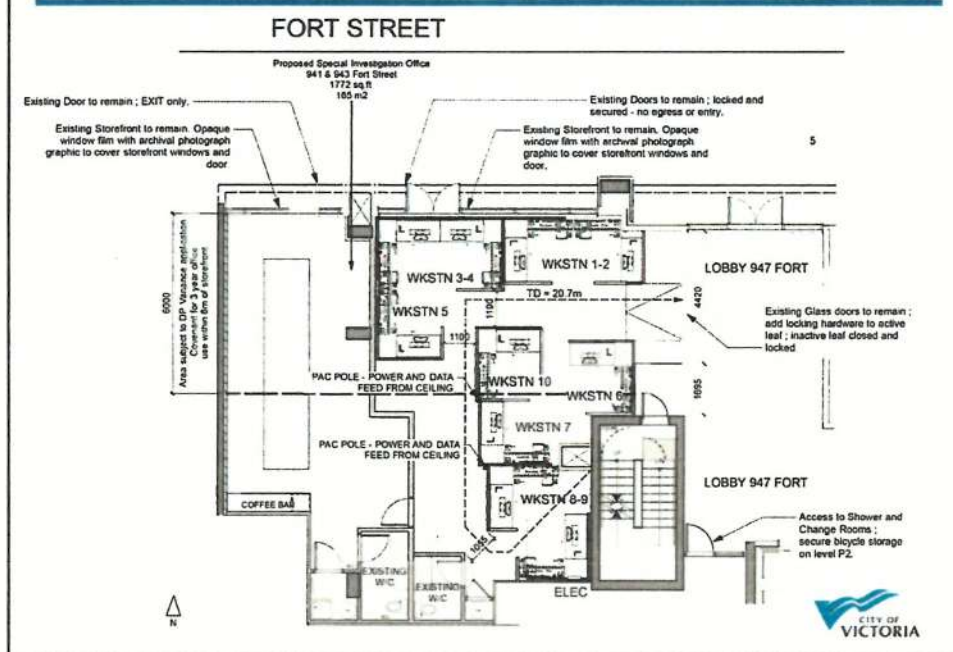 FORT STREET
Proposed Special Investigation Office
941 & 943 Fort Street
1772 sq.ft
165 m2
Existing Door to remain ; EXIT only.
Existing Storefront to remain. Opaque
window film with archival photograph
graphic to cover storefront windows and
door
Existing Doors to remain ; locked and
secured - no egress or entry.
Existing Storefront to remain. Opaque
window film with archival photograph
graphic to cover storefront windows and
door.
5
6000
Area subject to DP Variance application
Covenant for 3 year office
use within 6m of storefront
WKSTN 3-4
WKSTN 1-2
LOBBY 947 FORT
TD = 20.7m
4420
WKSTN 5
1100
1100
Existing Glass doors to remain ;
add locking hardware to active
leaf ; inactive leaf closed and
locked
PAC POLE - POWER AND DATA
FEED FROM CEILING
WKSTN 10
WKSTN 6
1695
WKSTN 7
PAC POLE - POWER AND DATA
FEED FROM CEILING
WKSTN 8-9
LOBBY 947 FORT
COFFEE BAR
Access to Shower and
Change Rooms ;
secure bicycle storage
on level P2.
1055
EXISTING
W/C
EXISTING
W/C
ELEC
N
CITY OF
VICTORIA